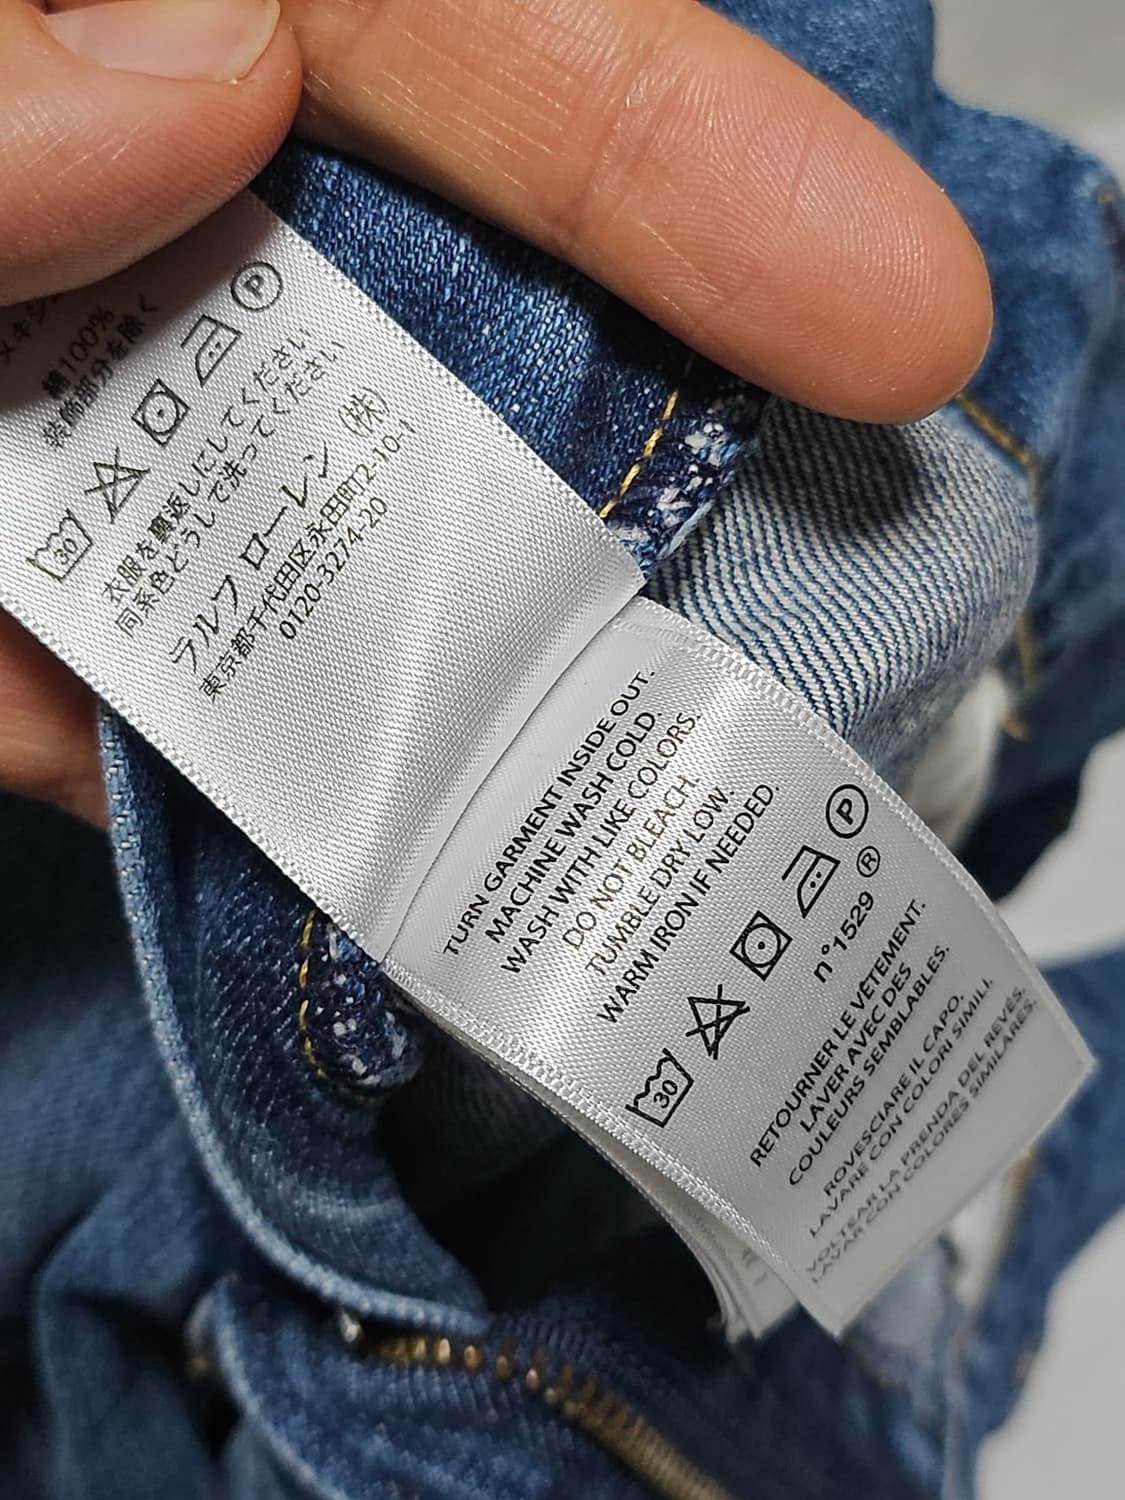 綿100%
装飾部分を除く
30
P
衣服を裏返しにしてください
同系色どうしで洗ってください
ラルフ ローレン (株)
東京都千代田区永田町2-10-1
0120-3274-20
TURN GARMENT INSIDE OUT.
MACHINE WASH COLD.
WASH WITH LIKE COLORS.
DO NOT BLEACH.
TUMBLE DRY LOW.
WARM IRON IF NEEDED.
30
P
n°1529 ®
RETOURNER LE VÊTEMENT.
LAVER AVEC DES
COULEURS SEMBLABLES.
ROVESCIARE IL CAPO.
LAVARE CON COLORI SIMILI.
VOLTEAR LA PRENDA DEL REVÉS.
LAVAR CON COLORES SIMILARES.